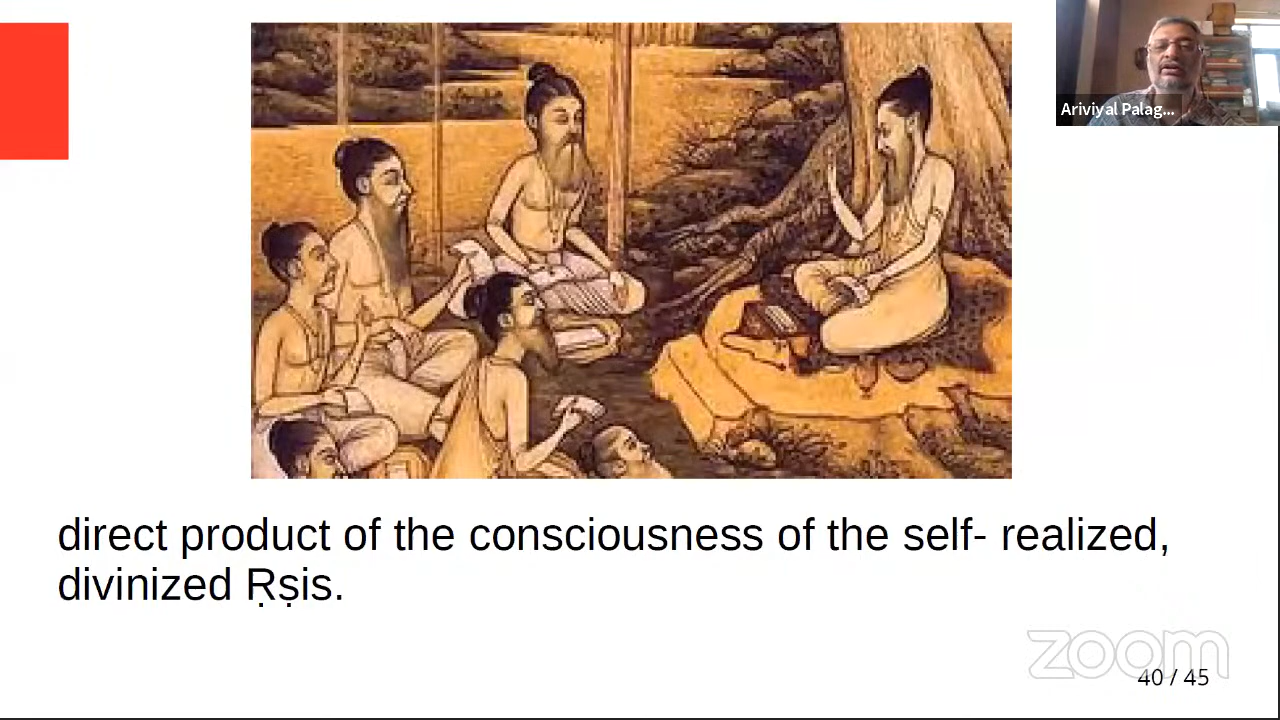 Ariviyal Palag...
direct product of the consciousness of the self- realized,
divinized Ṛṣis.
zoom
40 / 45